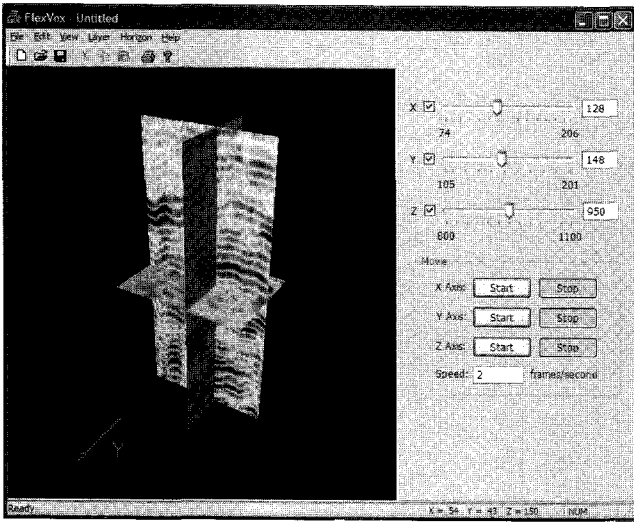 FlexVox - Untitled
File Edit View Layer Horizon Help
X 128
74 206
Y 148
105 201
Z 950
800 1100
Movie
X Axis: Start Stop
Y Axis: Start Stop
Z Axis: Start Stop
Speed: 2 frames/second
Y
Ready X = 54 Y = 43 Z = 150 NUM